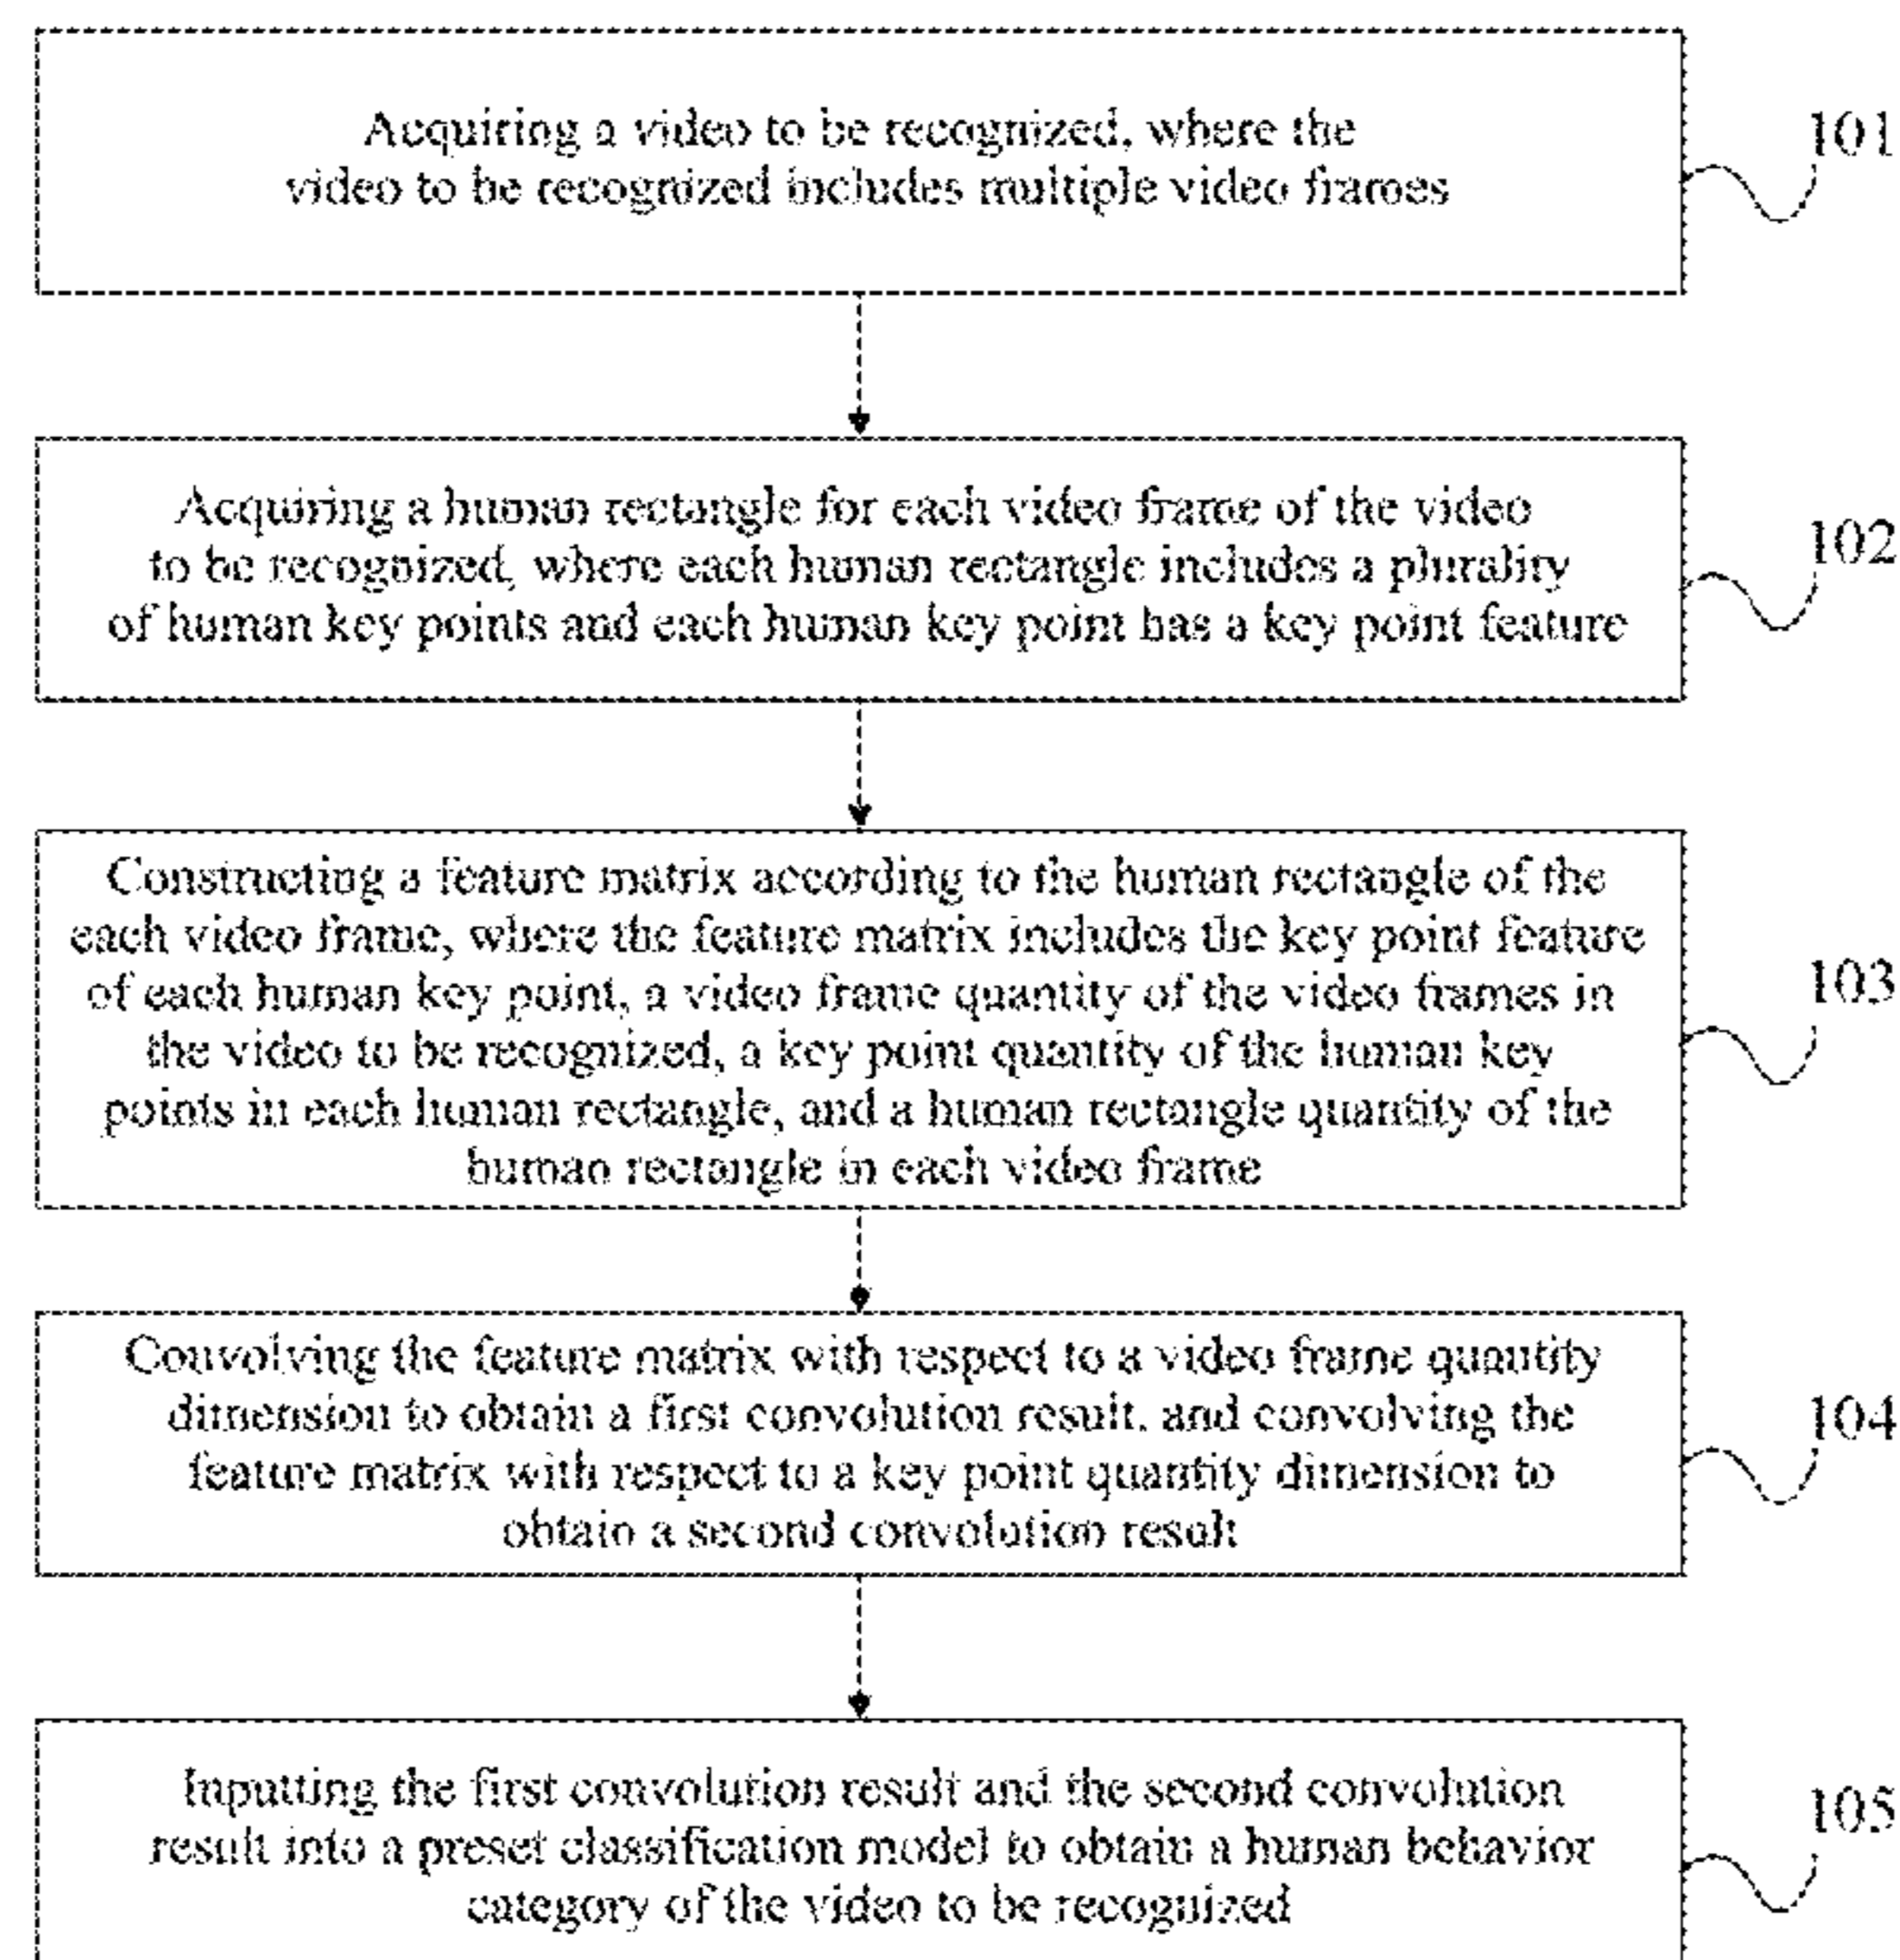 Acquiring a video to be recognized, where the
video to be recognized includes multiple video frames
101
Acquiring a human rectangle for each video frame of the video
to be recognized, where each human rectangle includes a plurality
of human key points and each human key point has a key point feature
102
Constructing a feature matrix according to the human rectangle of the
each video frame, where the feature matrix includes the key point feature
of each human key point, a video frame quantity of the video frames in
the video to be recognized, a key point quantity of the human key
points in each human rectangle, and a human rectangle quantity of the
human rectangle in each video frame
103
Convolving the feature matrix with respect to a video frame quantity
dimension to obtain a first convolution result, and convolving the
feature matrix with respect to a key point quantity dimension to
obtain a second convolution result
104
Inputting the first convolution result and the second convolution
result into a preset classification model to obtain a human behavior
category of the video to be recognized
105